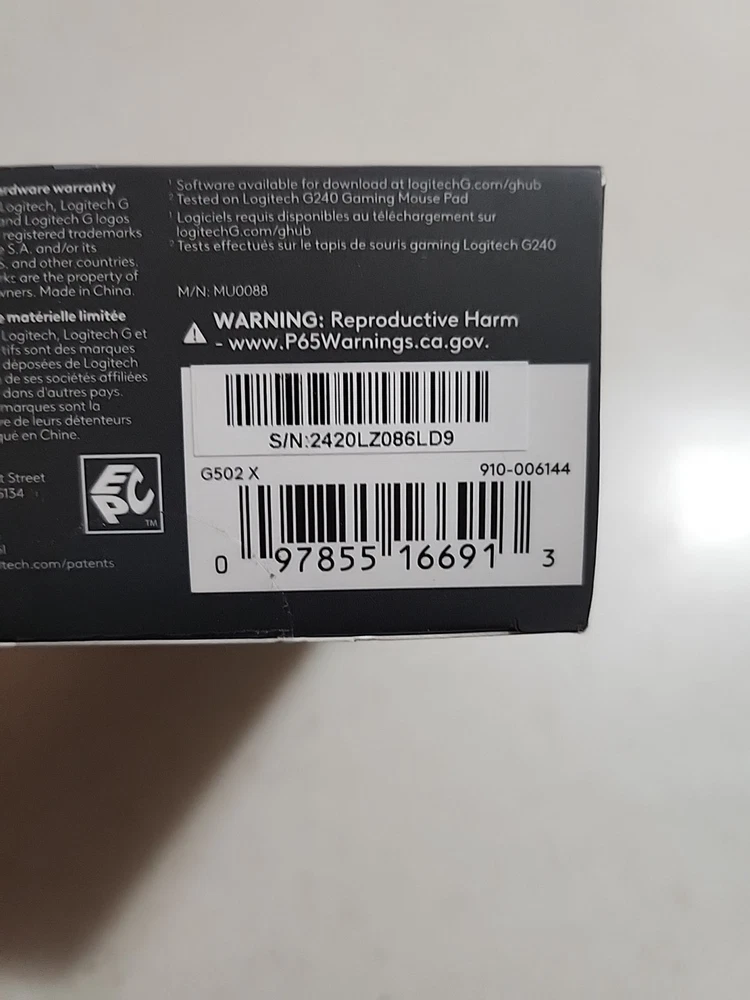 ardware warranty
Logitech, Logitech G
and Logitech G logos
registered trademarks
S.A. and/or its
S. and other countries.
are the property of
wners. Made in China.
matérielle limitée
Logitech, Logitech G et
tifs sont des marques
déposées de Logitech
de ses sociétés affiliées
dans d'autres pays.
marques sont la
e de leurs détenteurs
qué en Chine.
t Street
5134
tech.com/patents
EPC
TM
1 Software available for download at logitechG.com/ghub
2 Tested on Logitech G240 Gaming Mouse Pad
1 Logiciels requis disponibles au téléchargement sur
logitechG.com/ghub
2 Tests effectués sur le tapis de souris gaming Logitech G240
M/N: MU0088
WARNING: Reproductive Harm
- www.P65Warnings.ca.gov.
S/N:2420LZ086LD9
G502 X 910-006144
0 97855 16691 3